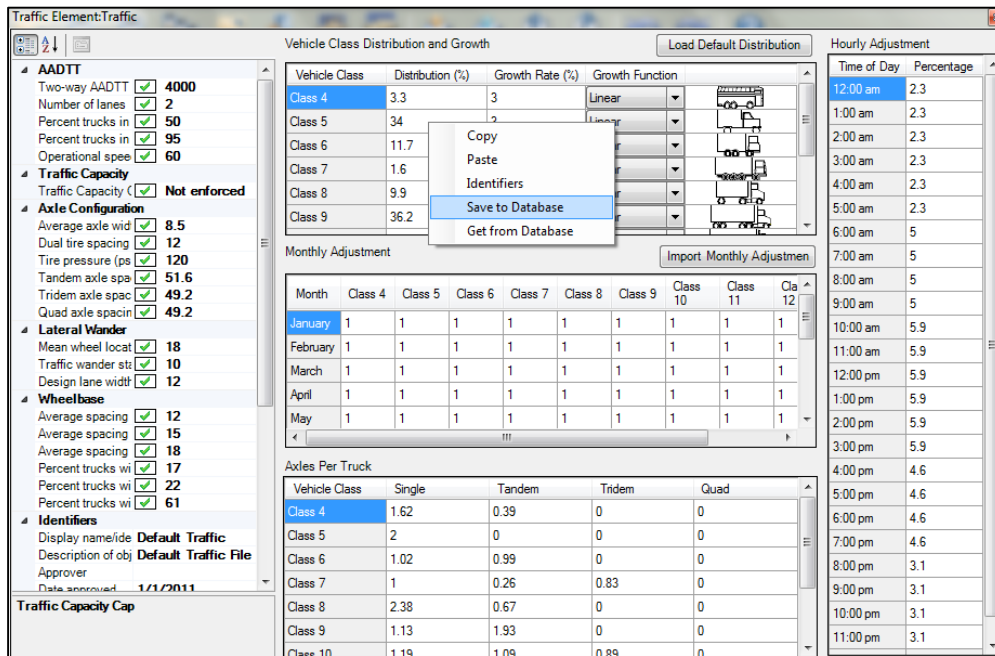 Traffic Element:Traffic
AADTT
Two-way AADTT 4000
Number of lanes 2
Percent trucks in 50
Percent trucks in 95
Operational spee 60
Traffic Capacity
Traffic Capacity ( Not enforced
Axle Configuration
Average axle wid 8.5
Dual tire spacing 12
Tire pressure (ps 120
Tandem axle spa 51.6
Tridem axle spac 49.2
Quad axle spacin 49.2
Lateral Wander
Mean wheel locat 18
Traffic wander sta 10
Design lane width 12
Wheelbase
Average spacing 12
Average spacing 15
Average spacing 18
Percent trucks wi 17
Percent trucks wi 22
Percent trucks wi 61
Identifiers
Display name/ide Default Traffic
Description of obj Default Traffic File
Approver
Date approved 1/1/2011
Traffic Capacity Cap
Vehicle Class Distribution and Growth Load Default Distribution
Vehicle Class Distribution (%) Growth Rate (%) Growth Function
Class 4 3.3 3 Linear
Class 5 34
Class 6 11.7
Class 7 1.6
Class 8 9.9
Class 9 36.2
Copy
Paste
Identifiers
Save to Database
Get from Database
Monthly Adjustment Import Monthly Adjustmen
Month Class 4 Class 5 Class 6 Class 7 Class 8 Class 9 Class 10 Class 11 Cla 12
January 1 1 1 1 1 1 1 1 1
February 1 1 1 1 1 1 1 1 1
March 1 1 1 1 1 1 1 1 1
April 1 1 1 1 1 1 1 1 1
May 1 1 1 1 1 1 1 1 1
Axles Per Truck
Vehicle Class Single Tandem Tridem Quad
Class 4 1.62 0.39 0 0
Class 5 2 0 0 0
Class 6 1.02 0.99 0 0
Class 7 1 0.26 0.83 0
Class 8 2.38 0.67 0 0
Class 9 1.13 1.93 0 0
Class 10 1.19 1.09 0.89 0
Hourly Adjustment
Time of Day Percentage
12:00 am 2.3
1:00 am 2.3
2:00 am 2.3
3:00 am 2.3
4:00 am 2.3
5:00 am 2.3
6:00 am 5
7:00 am 5
8:00 am 5
9:00 am 5
10:00 am 5.9
11:00 am 5.9
12:00 pm 5.9
1:00 pm 5.9
2:00 pm 5.9
3:00 pm 5.9
4:00 pm 4.6
5:00 pm 4.6
6:00 pm 4.6
7:00 pm 4.6
8:00 pm 3.1
9:00 pm 3.1
10:00 pm 3.1
11:00 pm 3.1